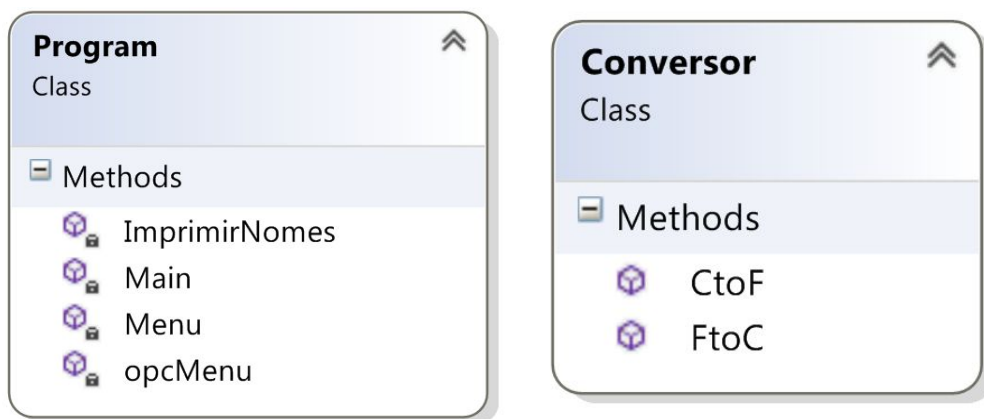 Program
Class
Methods
ImprimirNomes
Main
Menu
opcMenu
Conversor
Class
Methods
CtoF
FtoC